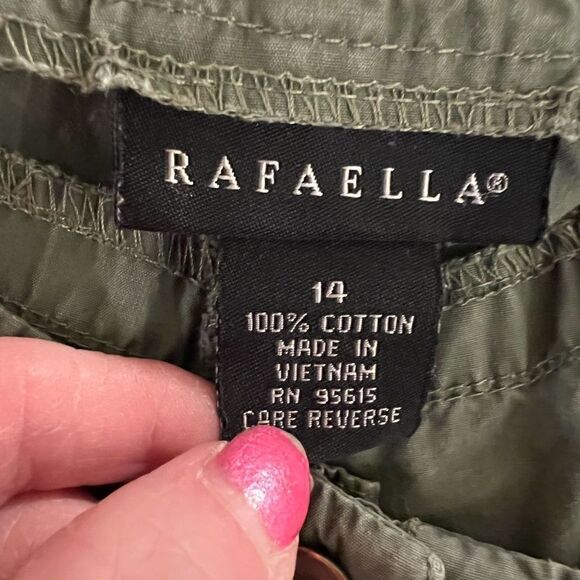 RAFAELLA®
14
100% COTTON
MADE IN
VIETNAM
RN 95615
CARE REVERSE